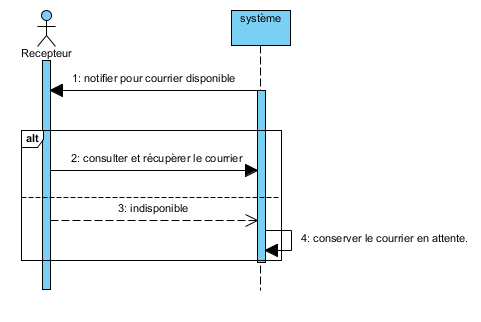 système
Recepteur
1: notifier pour courrier disponible
alt
2: consulter et récupèrer le courrier
3: indisponible
4: conserver le courrier en attente.